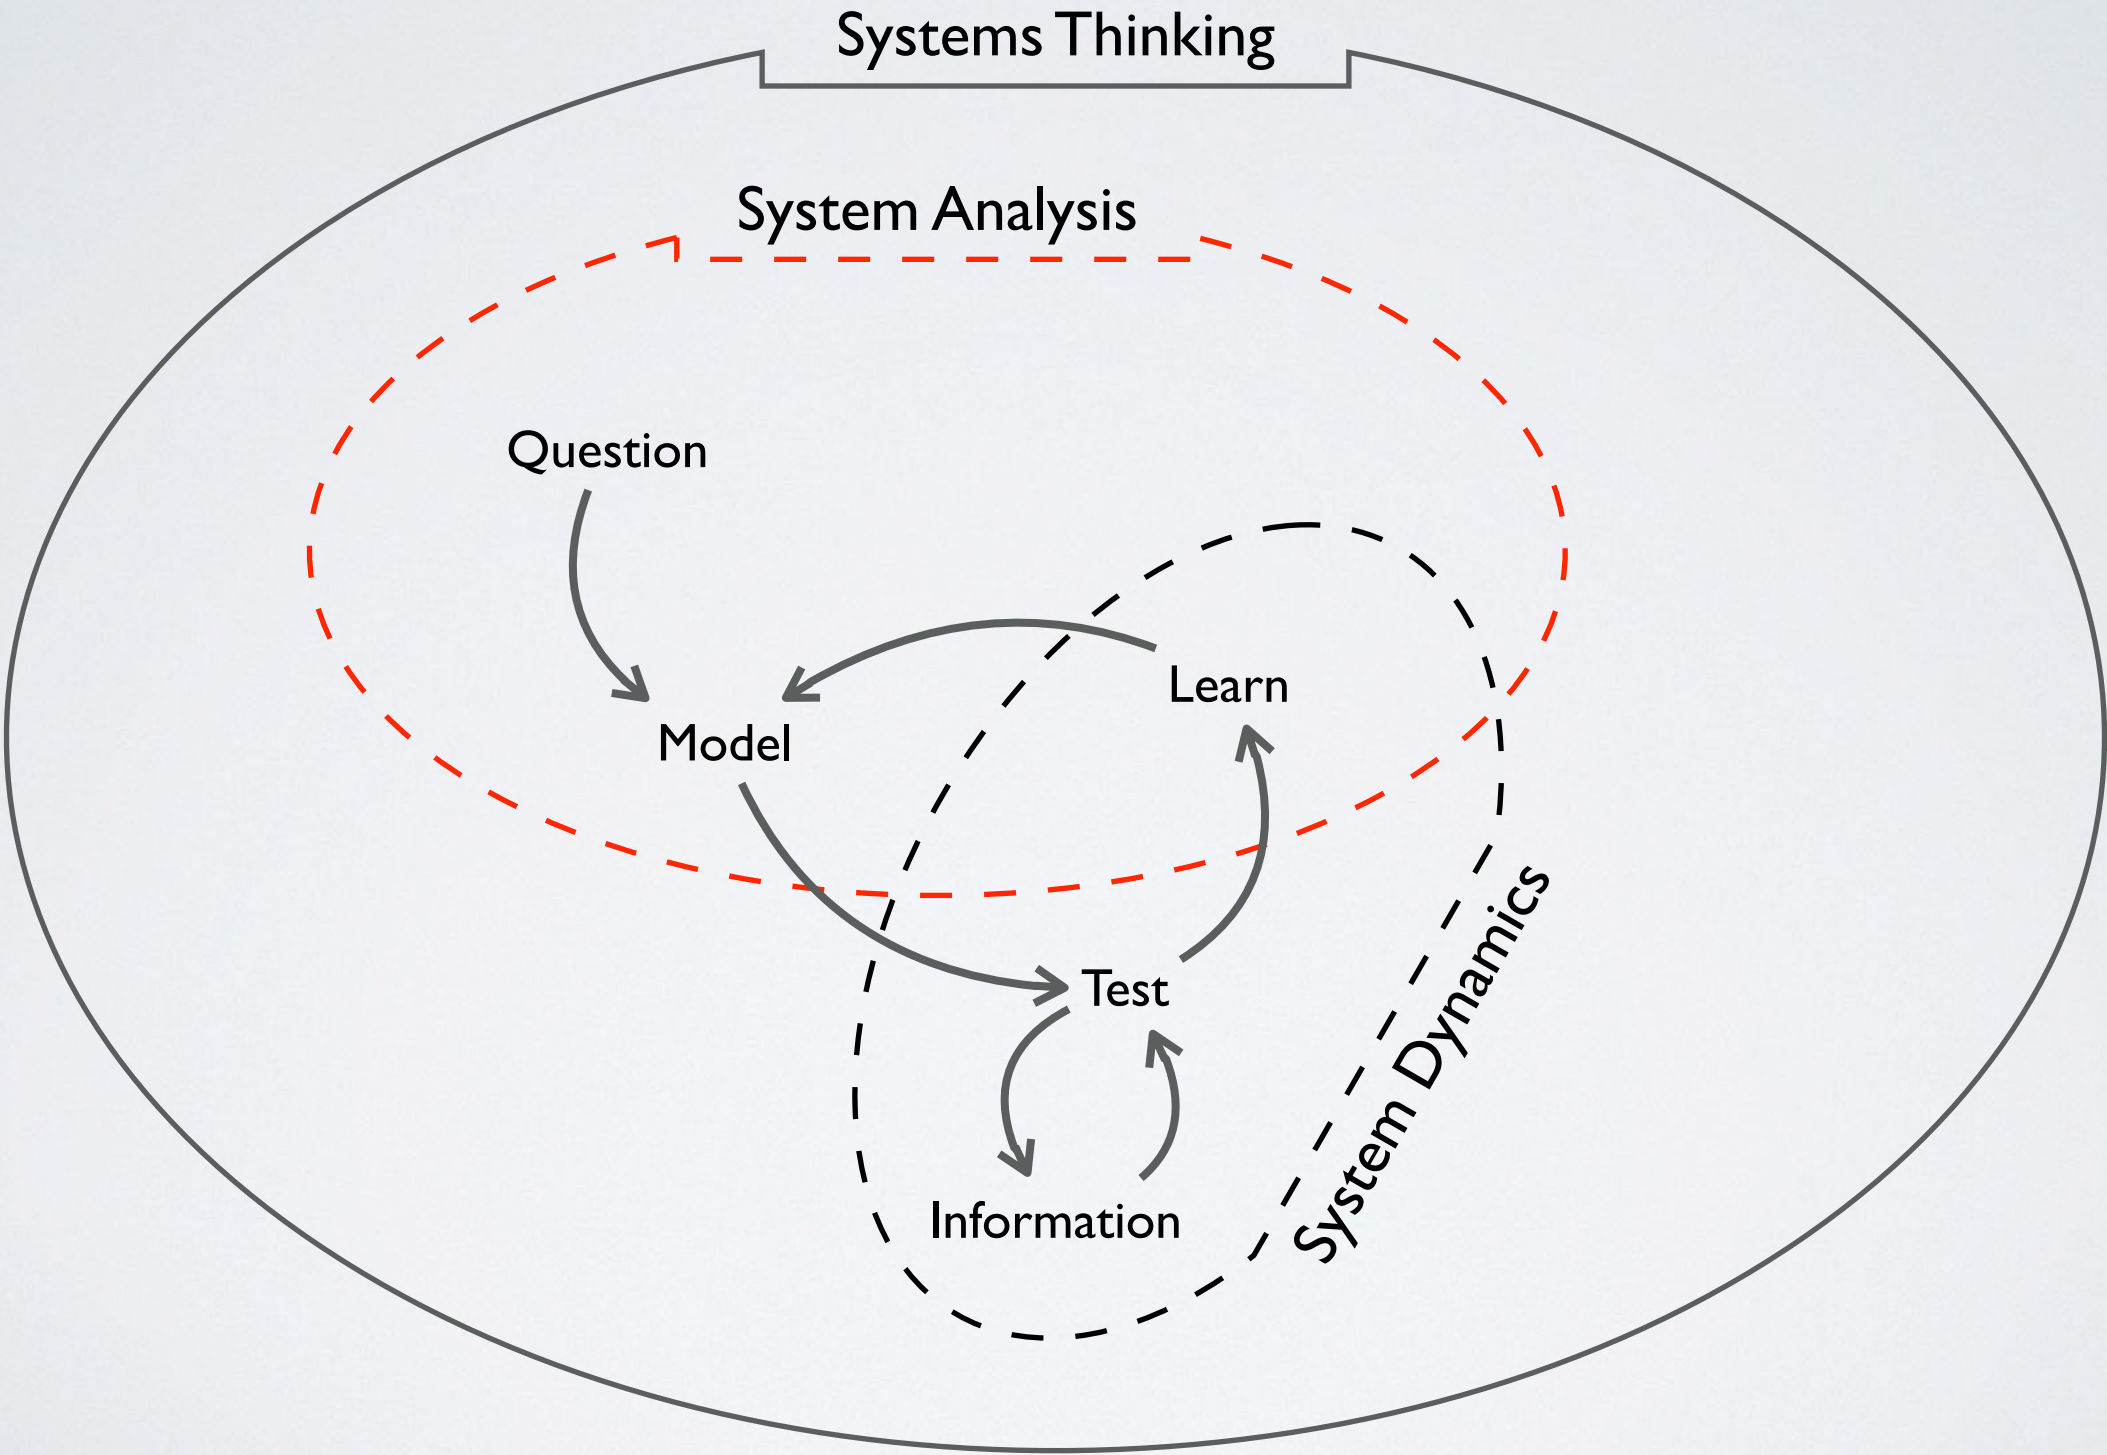 Systems Thinking
System Analysis
Question
Learn
Model
Test
System Dynamics
Information